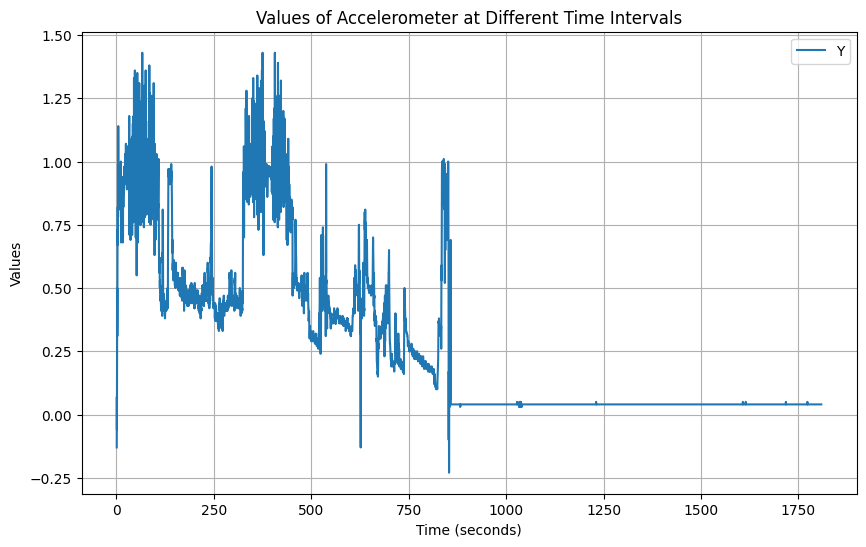 Values of Accelerometer at Different Time Intervals
Y
Values
1.50
1.25
1.00
0.75
0.50
0.25
0.00
−0.25
0 250 500 750 1000 1250 1500 1750
Time (seconds)